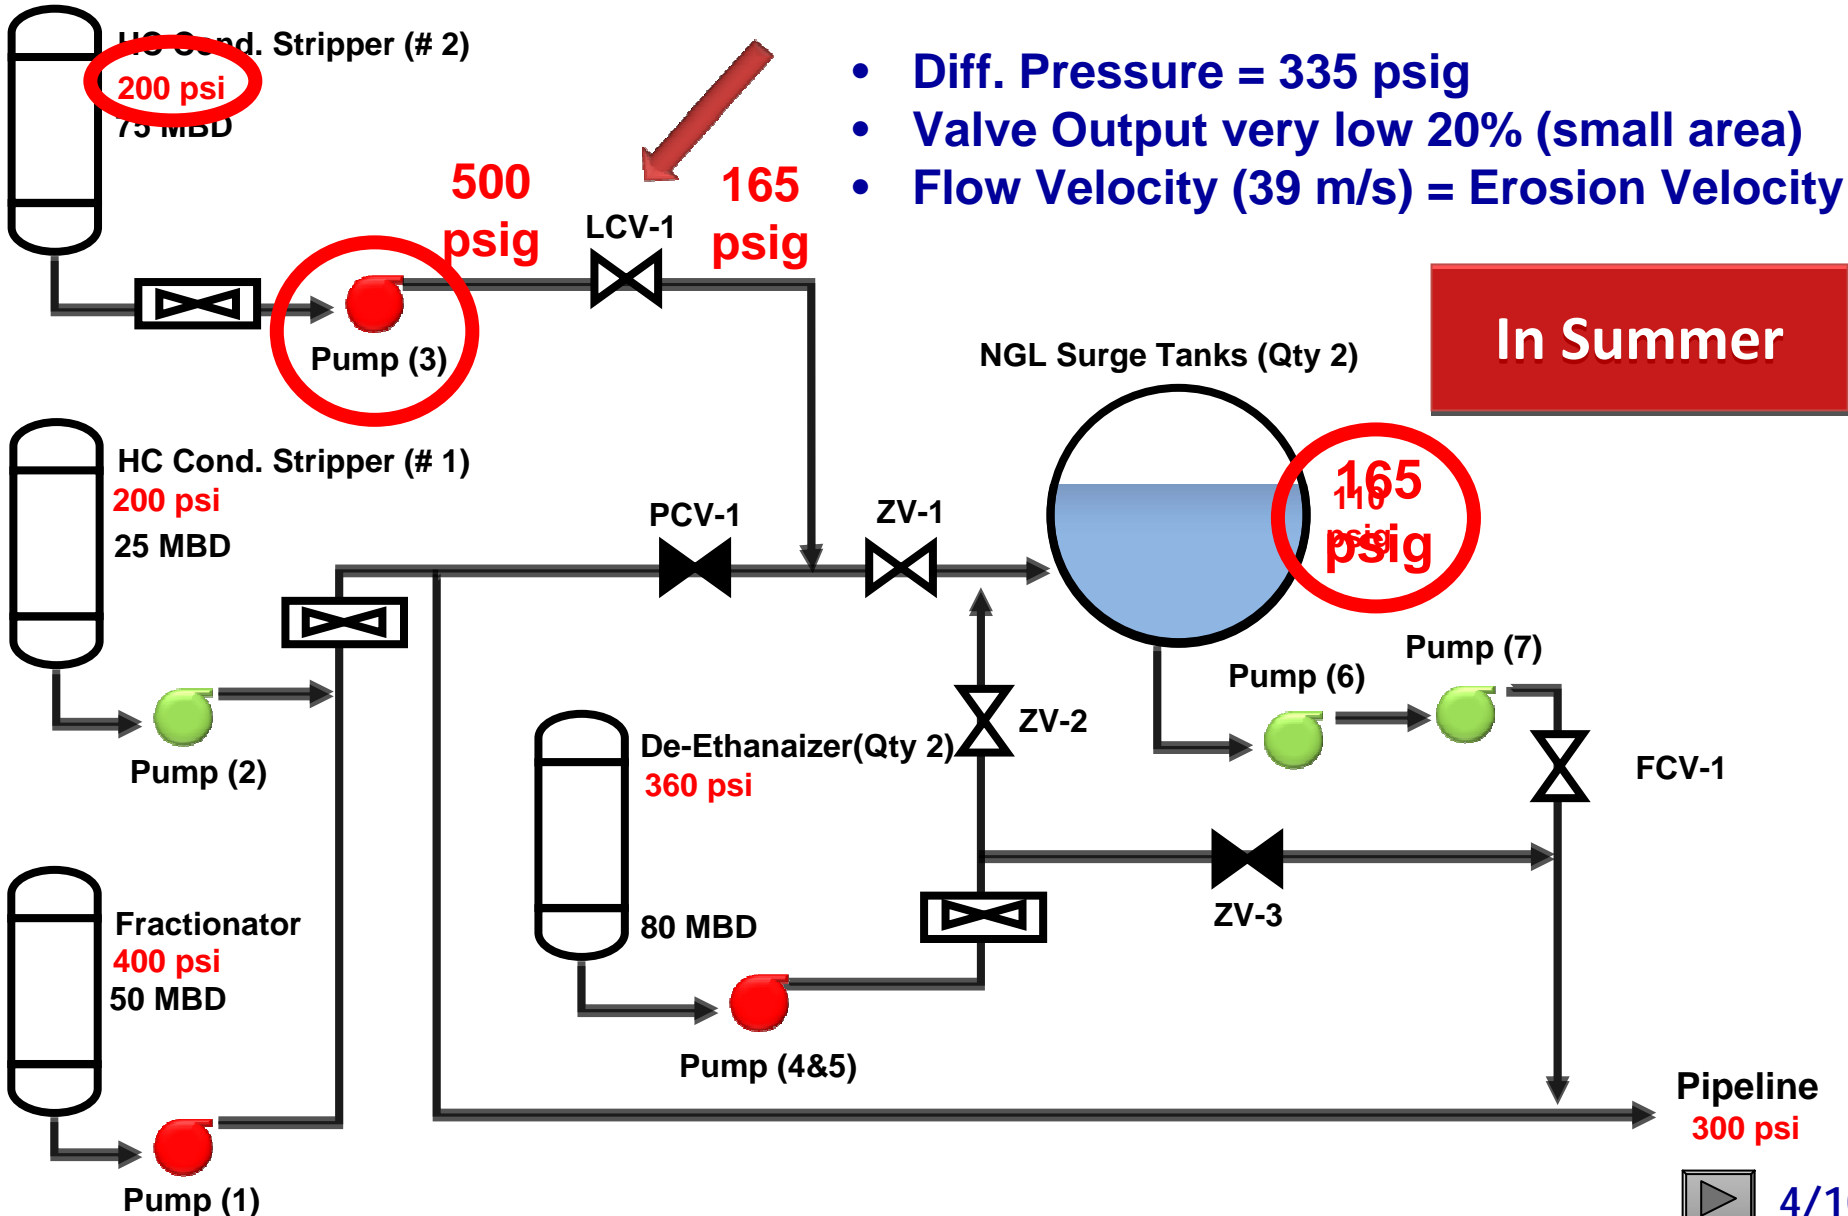 HC Cond. Stripper (# 2)
200 psi
75 MBD
• Diff. Pressure = 335 psig
• Valve Output very low 20% (small area)
• Flow Velocity (39 m/s) = Erosion Velocity
500
psig
LCV-1
165
psig
Pump (3)
In Summer
NGL Surge Tanks (Qty 2)
165
psig
110
psig
HC Cond. Stripper (# 1)
200 psi
25 MBD
PCV-1
ZV-1
Pump (2)
De-Ethanaizer(Qty 2)
360 psi
80 MBD
ZV-2
Pump (6)
Pump (7)
FCV-1
ZV-3
Pump (4&5)
Fractionator
400 psi
50 MBD
Pump (1)
Pipeline
300 psi